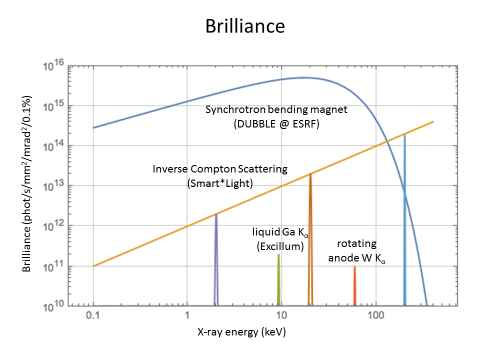 Brilliance
10¹⁶
10¹⁵
10¹⁴
10¹³
10¹²
10¹¹
10¹⁰
Brilliance (phot/s/mm²/mrad²/0.1%)
Synchrotron bending magnet
(DUBBLE @ ESRF)
Inverse Compton Scattering
(Smart*Light)
liquid Ga Kα
(Excillum)
rotating
anode W Kα
0.1
1
10
100
X-ray energy (keV)